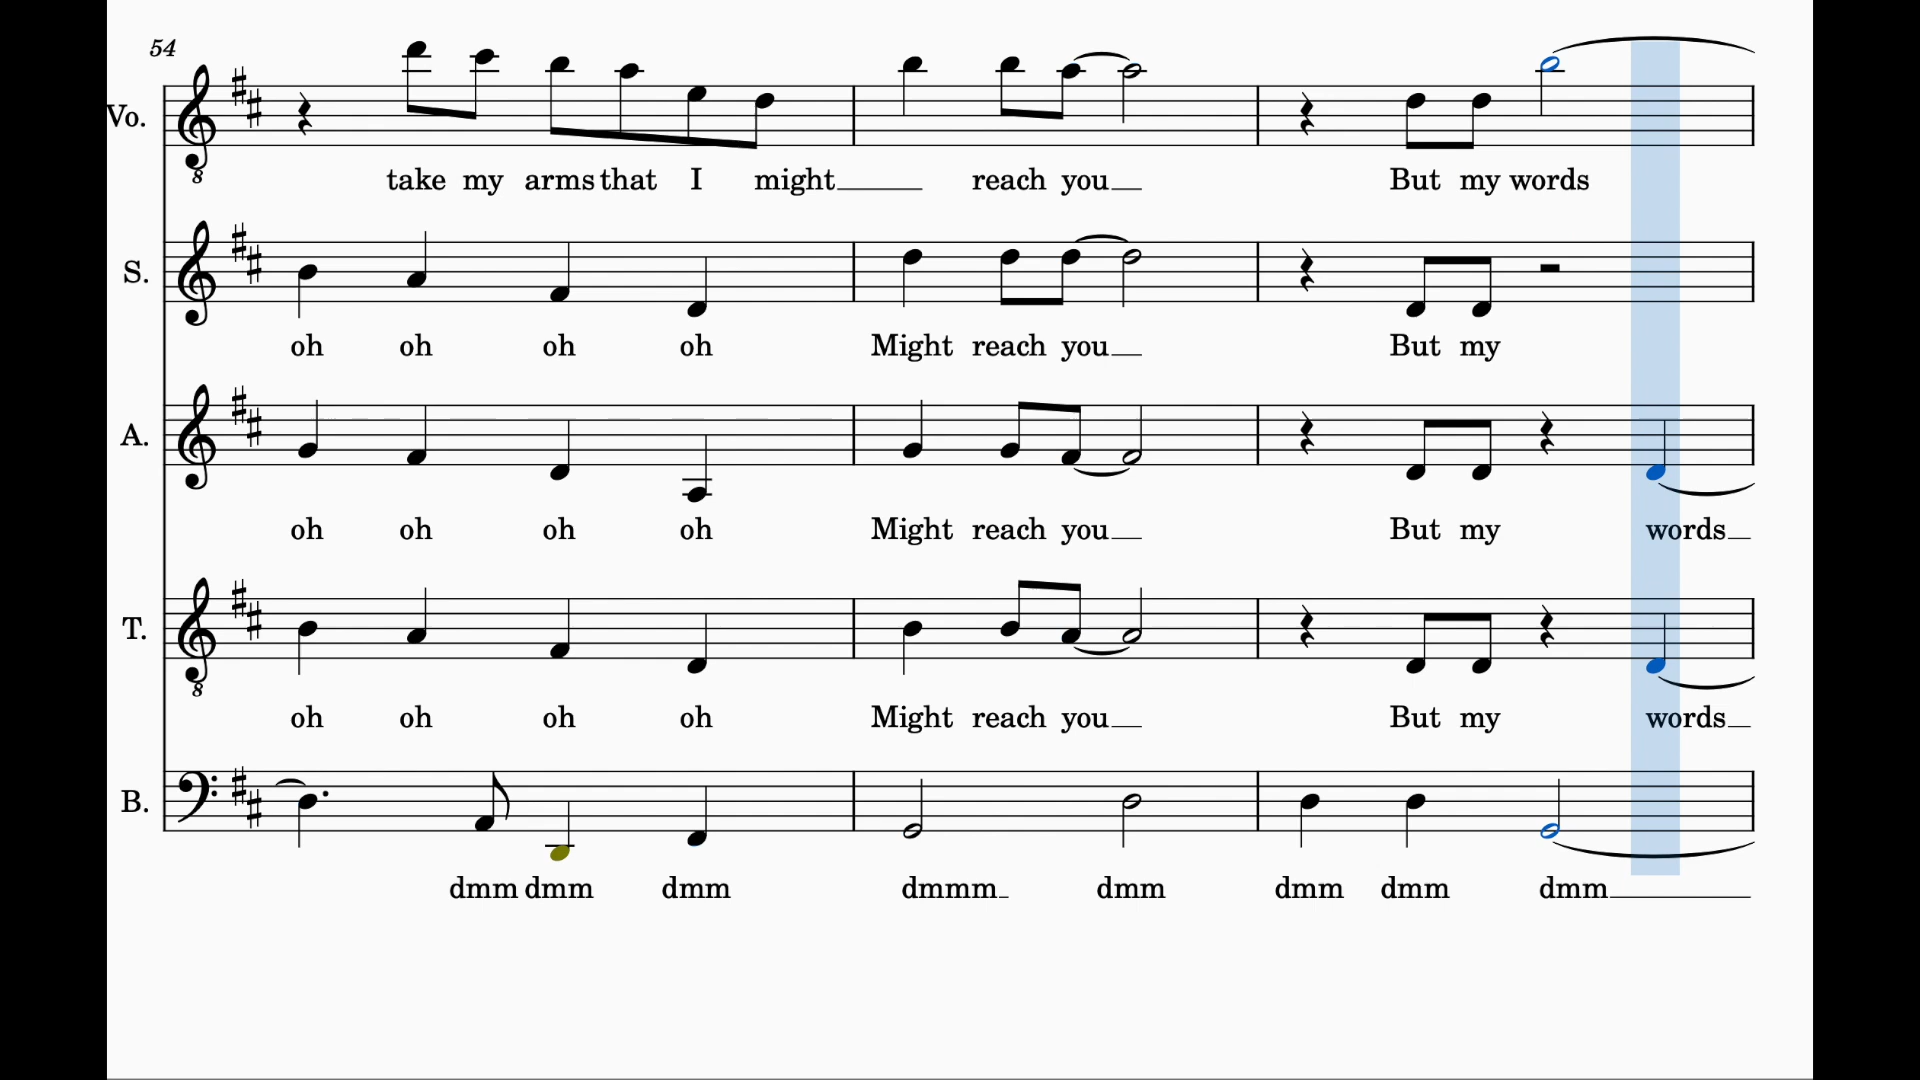 54
Vo.
8
take my arms that I might reach you But my words
S.
oh oh oh oh Might reach you But my
A.
oh oh oh oh Might reach you But my words
T.
8
oh oh oh oh Might reach you But my words
B.
dmm dmm dmm dmmm dmm dmm dmm dmm